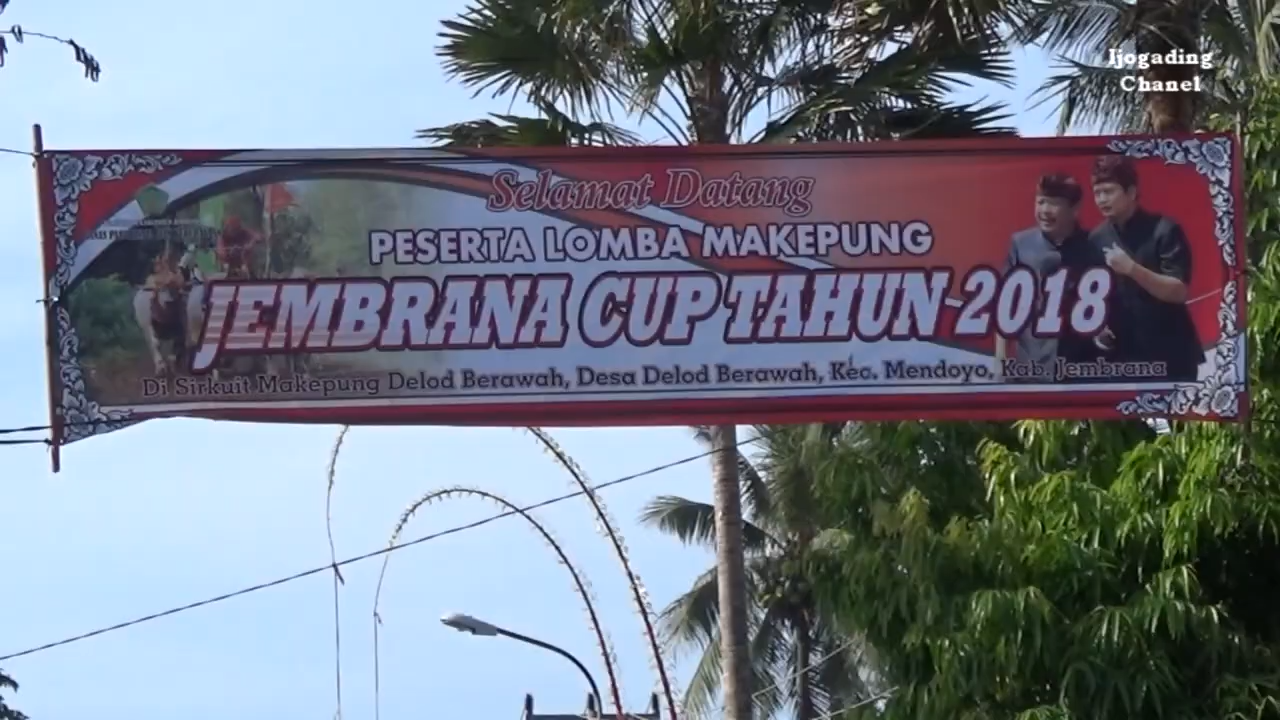 Ijogading
Chanel
Selamat Datang
PESERTA LOMBA MAKEPUNG
JEMBRANA CUP TAHUN 2018
Di Sirkuit Makepung Delod Berawah, Desa Delod Berawah, Kec. Mendoyo, Kab. Jembrana